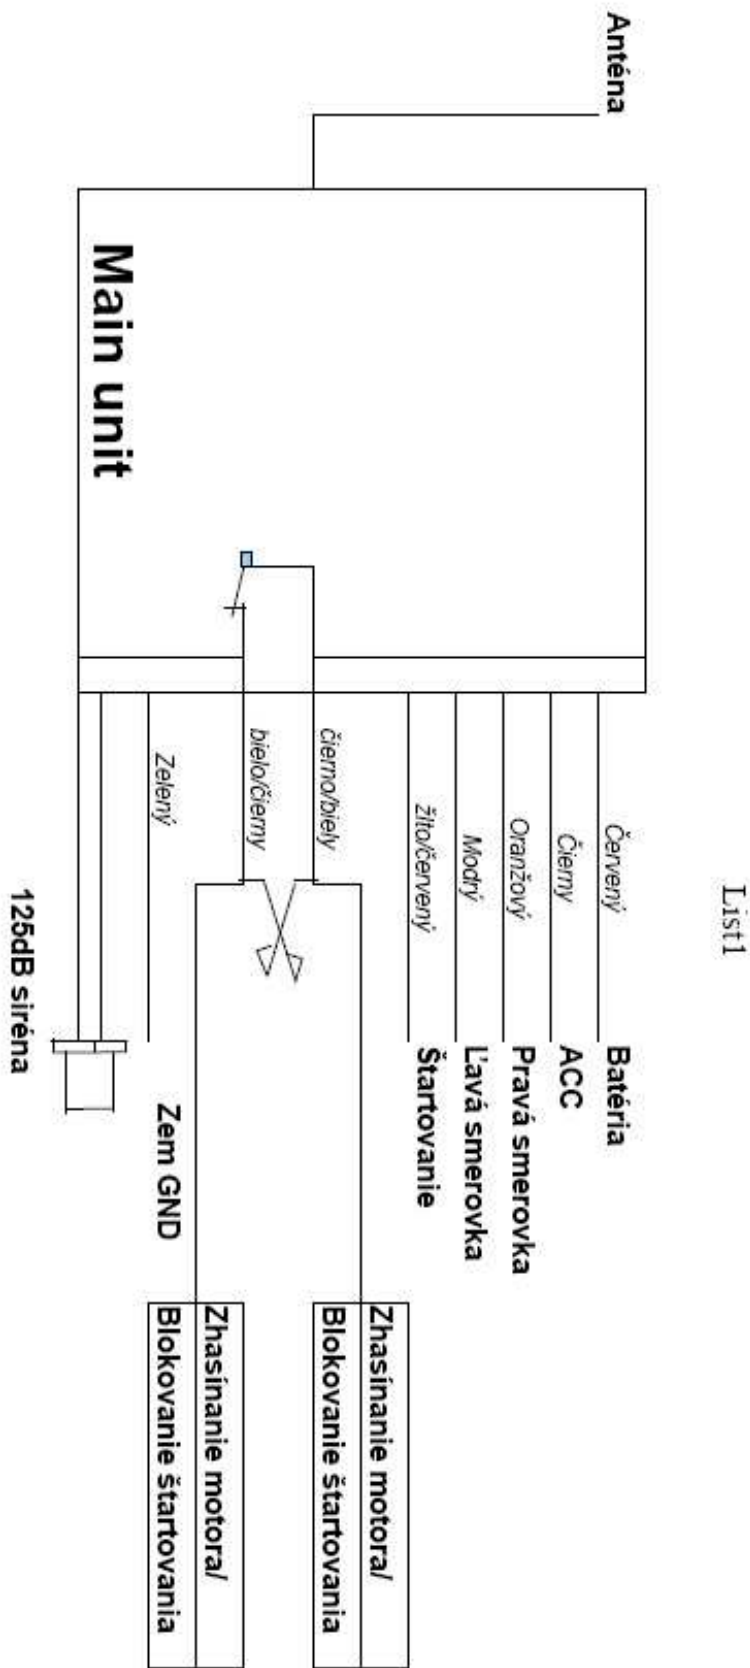 List1
Anténa
Main unit
Červený
Batéria
Čierny
ACC
Oranžový
Pravá smerovka
Modrý
Ľavá smerovka
žlto/červený
Štartovanie
čierno/biely
Zhasínanie motora/
Blokovanie štartovania
bielo/čierny
Zhasínanie motora/
Blokovanie štartovania
Zelený
Zem GND
125dB siréna